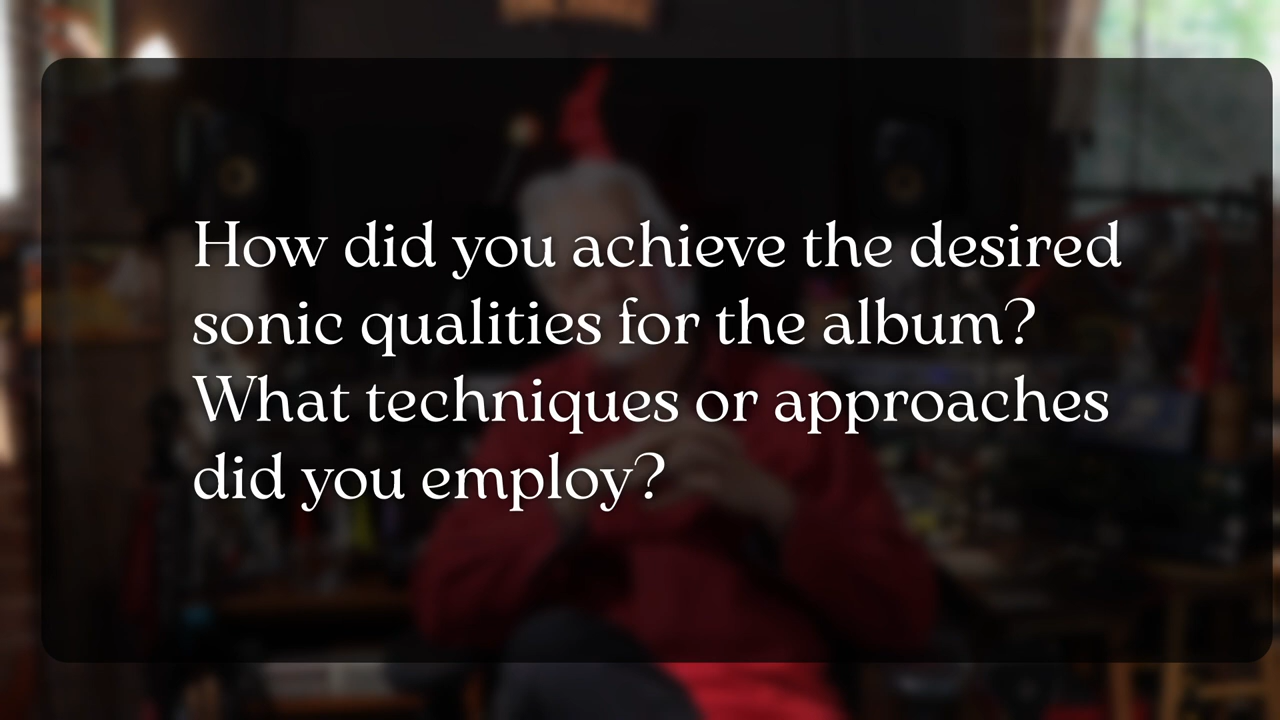 How did you achieve the desired
sonic qualities for the album?
What techniques or approaches
did you employ?